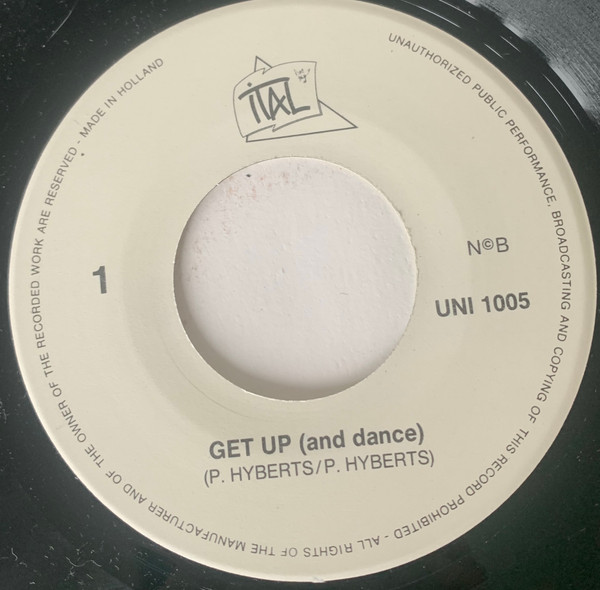 iTAL
UNAUTHORIZED PUBLIC PERFORMANCE, BROADCASTING AND COPYING OF THIS RECORD PROHIBITED - ALL RIGHTS OF THE MANUFACTURER AND OF THE OWNER OF THE RECORDED WORK ARE RESERVED - MADE IN HOLLAND
1
N©B
UNI 1005
GET UP (and dance)
(P. HYBERTS/P. HYBERTS)